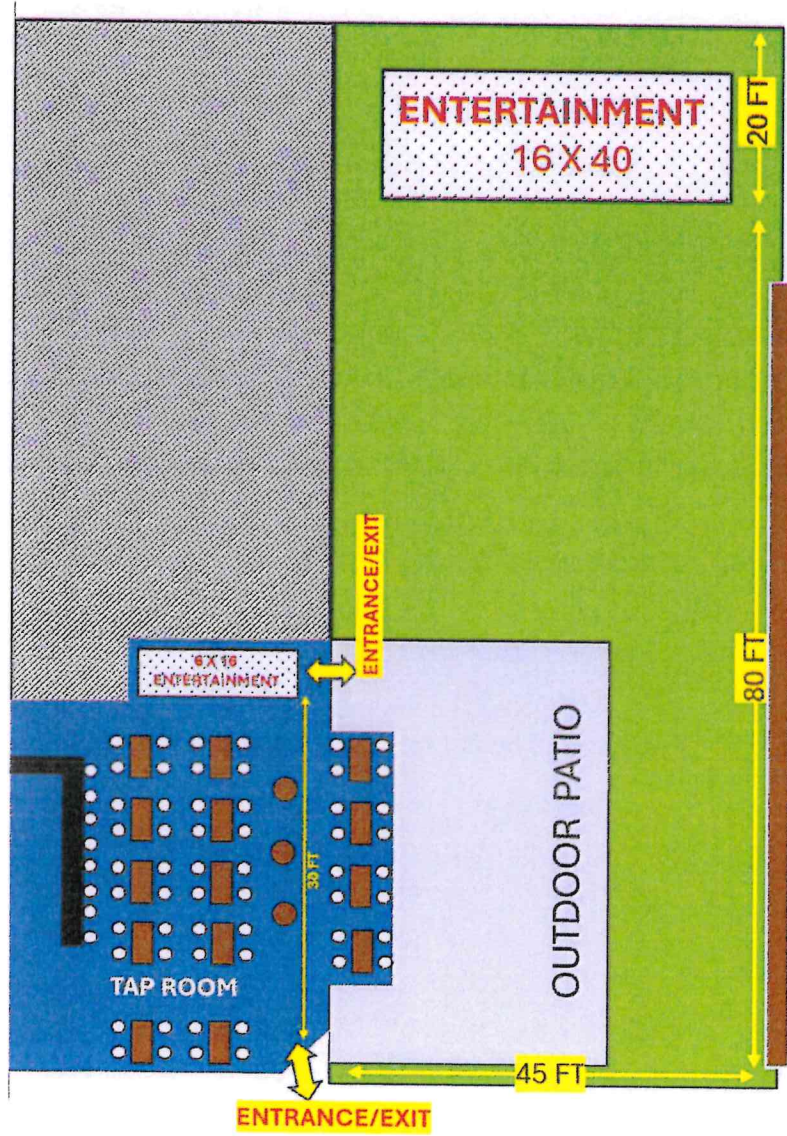 ENTERTAINMENT
16 X 40
20 FT
ENTRANCE/EXIT
6 X 16
ENTERTAINMENT
80 FT
OUTDOOR PATIO
30 FT
TAP ROOM
45 FT
ENTRANCE/EXIT